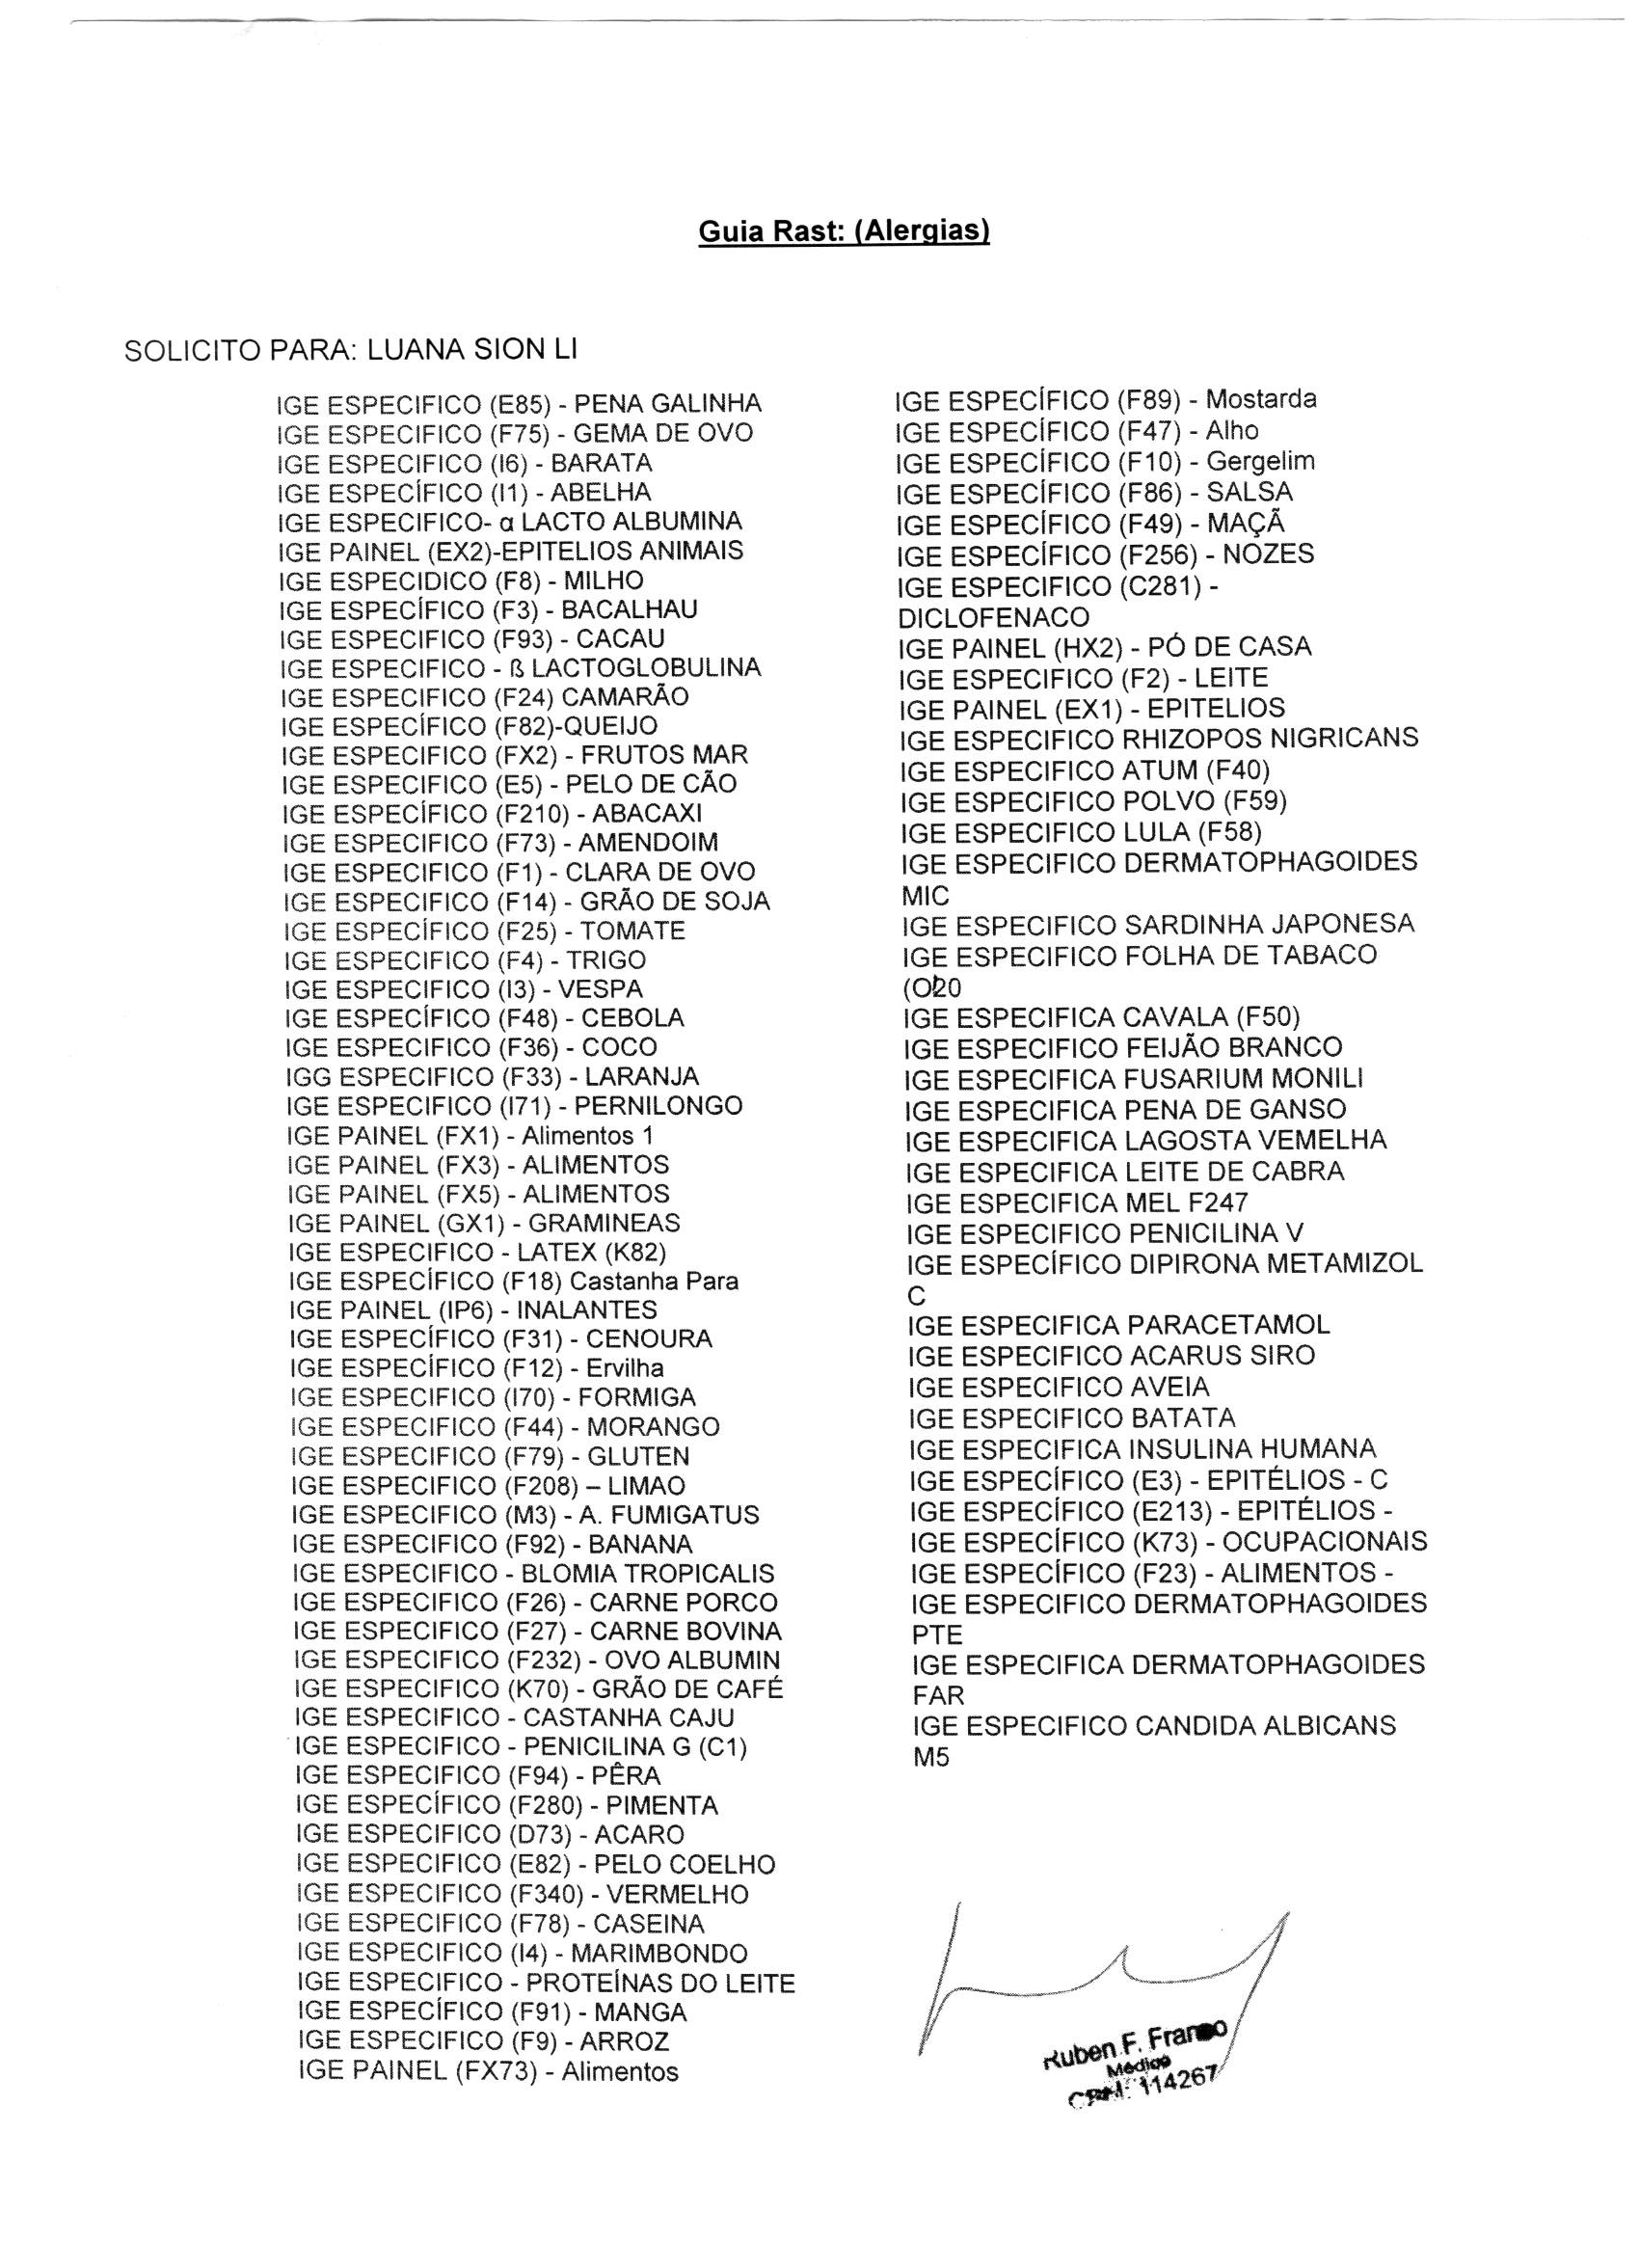 Guia Rast: (Alergias)
SOLICITO PARA: LUANA SION LI
IGE ESPECIFICO (E85) - PENA GALINHA
IGE ESPECIFICO (F75) - GEMA DE OVO
IGE ESPECIFICO (I6) - BARATA
IGE ESPECÍFICO (I1) - ABELHA
IGE ESPECIFICO- α LACTO ALBUMINA
IGE PAINEL (EX2)-EPITELIOS ANIMAIS
IGE ESPECIDICO (F8) - MILHO
IGE ESPECÍFICO (F3) - BACALHAU
IGE ESPECIFICO (F93) - CACAU
IGE ESPECIFICO - ß LACTOGLOBULINA
IGE ESPECIFICO (F24) CAMARÃO
IGE ESPECÍFICO (F82)-QUEIJO
IGE ESPECIFICO (FX2) - FRUTOS MAR
IGE ESPECIFICO (E5) - PELO DE CÃO
IGE ESPECÍFICO (F210) - ABACAXI
IGE ESPECIFICO (F73) - AMENDOIM
IGE ESPECIFICO (F1) - CLARA DE OVO
IGE ESPECIFICO (F14) - GRÃO DE SOJA
IGE ESPECÍFICO (F25) - TOMATE
IGE ESPECIFICO (F4) - TRIGO
IGE ESPECIFICO (I3) - VESPA
IGE ESPECÍFICO (F48) - CEBOLA
IGE ESPECIFICO (F36) - COCO
IGG ESPECIFICO (F33) - LARANJA
IGE ESPECIFICO (I71) - PERNILONGO
IGE PAINEL (FX1) - Alimentos 1
IGE PAINEL (FX3) - ALIMENTOS
IGE PAINEL (FX5) - ALIMENTOS
IGE PAINEL (GX1) - GRAMINEAS
IGE ESPECIFICO - LATEX (K82)
IGE ESPECÍFICO (F18) Castanha Para
IGE PAINEL (IP6) - INALANTES
IGE ESPECÍFICO (F31) - CENOURA
IGE ESPECÍFICO (F12) - Ervilha
IGE ESPECIFICO (I70) - FORMIGA
IGE ESPECIFICO (F44) - MORANGO
IGE ESPECIFICO (F79) - GLUTEN
IGE ESPECIFICO (F208) – LIMAO
IGE ESPECIFICO (M3) - A. FUMIGATUS
IGE ESPECIFICO (F92) - BANANA
IGE ESPECIFICO - BLOMIA TROPICALIS
IGE ESPECIFICO (F26) - CARNE PORCO
IGE ESPECIFICO (F27) - CARNE BOVINA
IGE ESPECIFICO (F232) - OVO ALBUMIN
IGE ESPECIFICO (K70) - GRÃO DE CAFÉ
IGE ESPECIFICO - CASTANHA CAJU
IGE ESPECIFICO - PENICILINA G (C1)
IGE ESPECIFICO (F94) - PÊRA
IGE ESPECÍFICO (F280) - PIMENTA
IGE ESPECIFICO (D73) - ACARO
IGE ESPECIFICO (E82) - PELO COELHO
IGE ESPECIFICO (F340) - VERMELHO
IGE ESPECIFICO (F78) - CASEINA
IGE ESPECIFICO (I4) - MARIMBONDO
IGE ESPECIFICO - PROTEÍNAS DO LEITE
IGE ESPECÍFICO (F91) - MANGA
IGE ESPECIFICO (F9) - ARROZ
IGE PAINEL (FX73) - Alimentos
IGE ESPECÍFICO (F89) - Mostarda
IGE ESPECÍFICO (F47) - Alho
IGE ESPECÍFICO (F10) - Gergelim
IGE ESPECÍFICO (F86) - SALSA
IGE ESPECÍFICO (F49) - MAÇÃ
IGE ESPECÍFICO (F256) - NOZES
IGE ESPECIFICO (C281) -
DICLOFENACO
IGE PAINEL (HX2) - PÓ DE CASA
IGE ESPECIFICO (F2) - LEITE
IGE PAINEL (EX1) - EPITELIOS
IGE ESPECIFICO RHIZOPOS NIGRICANS
IGE ESPECIFICO ATUM (F40)
IGE ESPECIFICO POLVO (F59)
IGE ESPECIFICO LULA (F58)
IGE ESPECIFICO DERMATOPHAGOIDES
MIC
IGE ESPECIFICO SARDINHA JAPONESA
IGE ESPECIFICO FOLHA DE TABACO
IGE ESPECIFICA CAVALA (F50)
IGE ESPECIFICO FEIJÃO BRANCO
IGE ESPECIFICA FUSARIUM MONILI
IGE ESPECIFICA PENA DE GANSO
IGE ESPECIFICA LAGOSTA VEMELHA
IGE ESPECIFICA LEITE DE CABRA
IGE ESPECIFICA MEL F247
IGE ESPECIFICO PENICILINA V
IGE ESPECÍFICO DIPIRONA METAMIZOL
C
IGE ESPECIFICA PARACETAMOL
IGE ESPECIFICO ACARUS SIRO
IGE ESPECIFICO AVEIA
IGE ESPECIFICO BATATA
IGE ESPECIFICA INSULINA HUMANA
IGE ESPECÍFICO (E3) - EPITÉLIOS - C
IGE ESPECÍFICO (E213) - EPITÉLIOS -
IGE ESPECÍFICO (K73) - OCUPACIONAIS
IGE ESPECÍFICO (F23) - ALIMENTOS -
IGE ESPECIFICO DERMATOPHAGOIDES
PTE
IGE ESPECIFICA DERMATOPHAGOIDES
FAR
IGE ESPECIFICO CANDIDA ALBICANS
M5
Ruben F. Franco
Médico
CRM: 114267